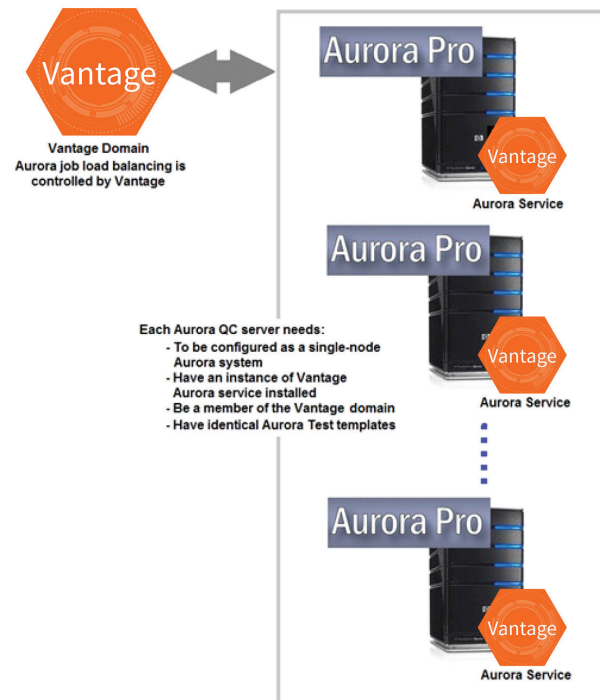 Vantage
Vantage Domain
Aurora job load balancing is
controlled by Vantage
Aurora Pro
Vantage
Aurora Service
Aurora Pro
Vantage
Aurora Service
Each Aurora QC server needs:
- To be configured as a single-node
Aurora system
- Have an instance of Vantage
Aurora service installed
- Be a member of the Vantage domain
- Have identical Aurora Test templates
Aurora Pro
Vantage
Aurora Service